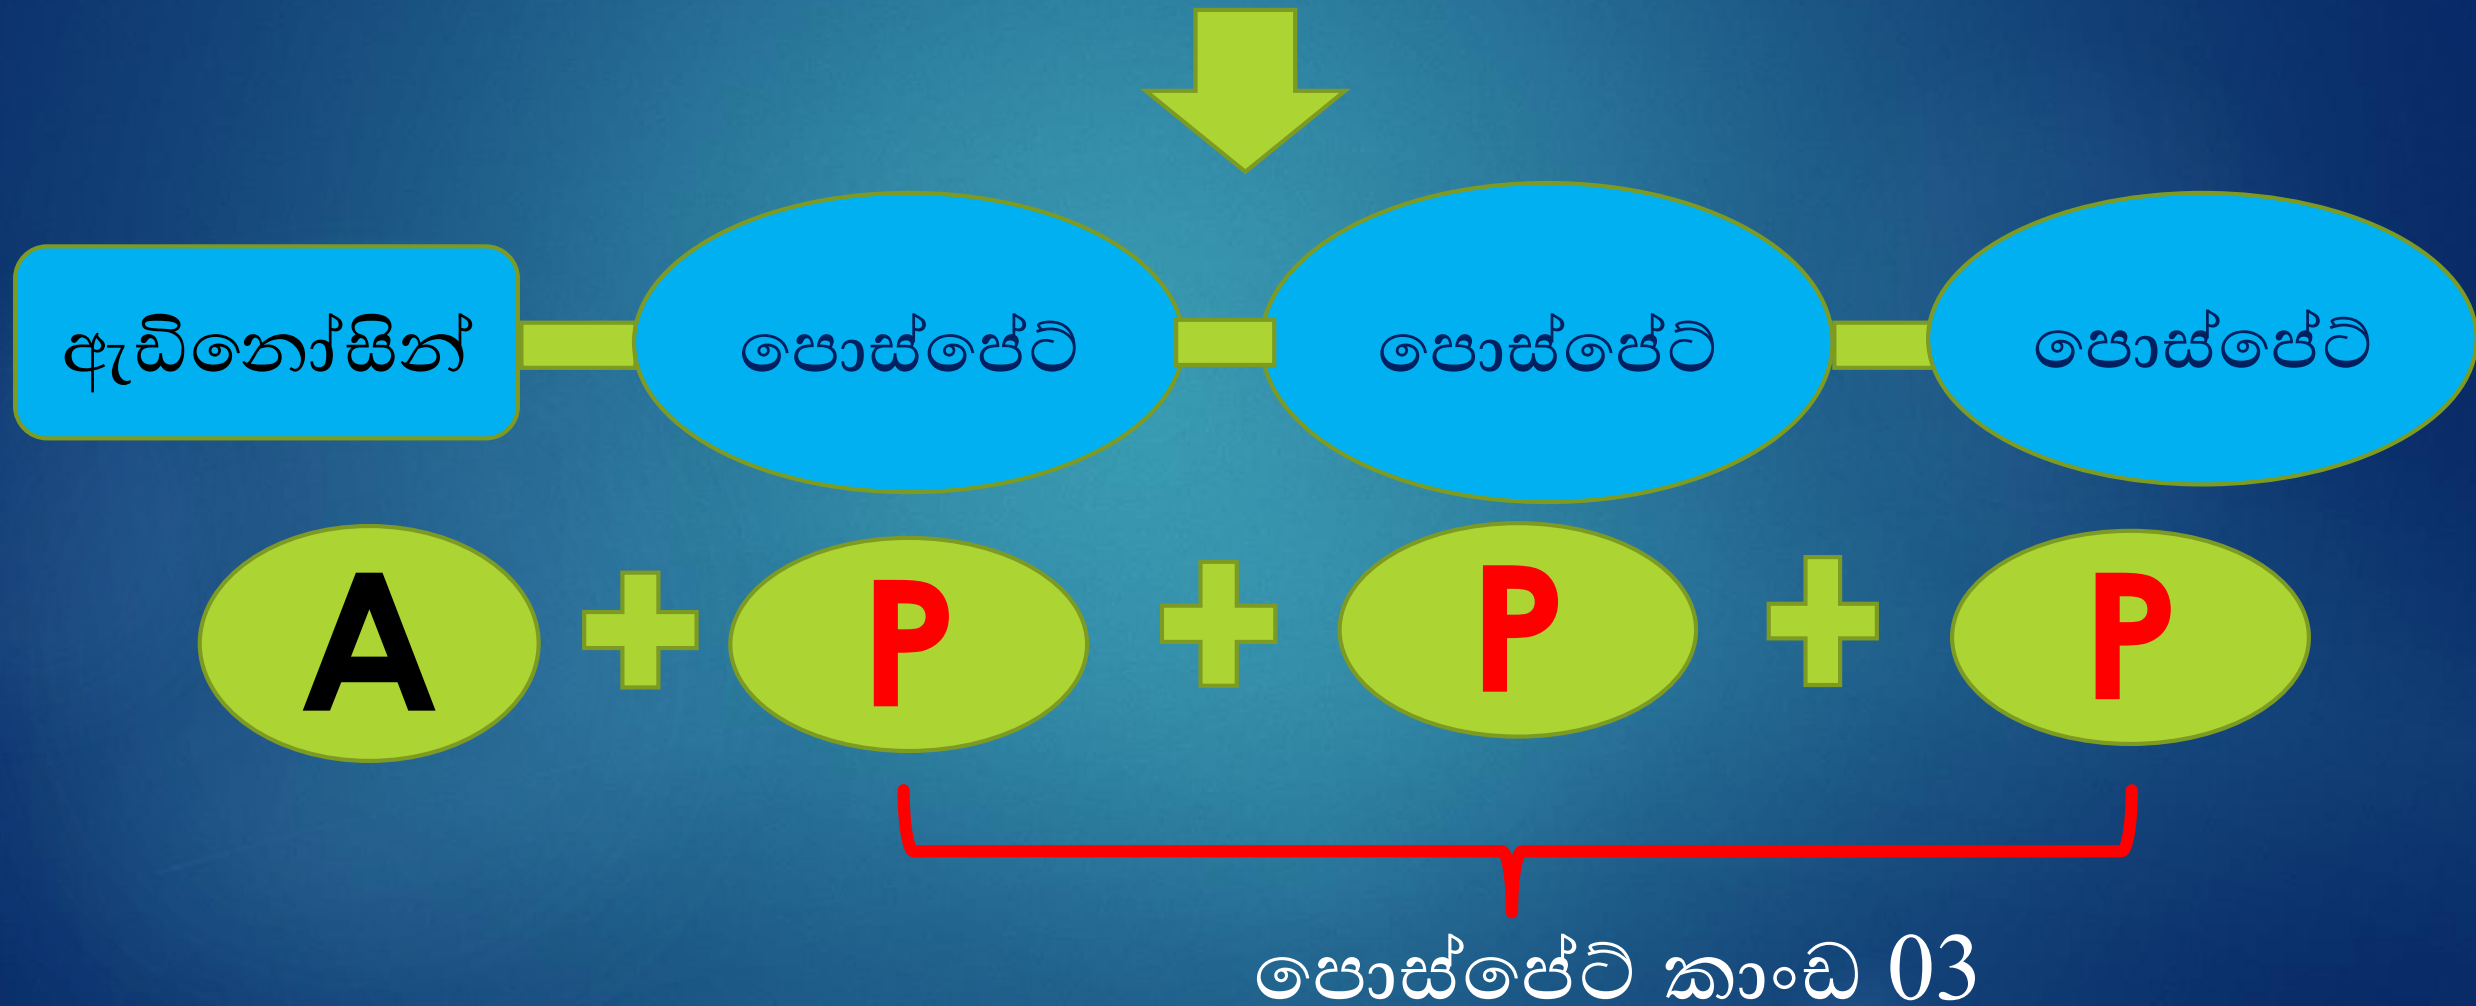 ඇඩිනෝසින් පොස්පේට් පොස්පේට් පොස්පේට්
A + P + P + P
පොස්පේට් කාංඩ 03